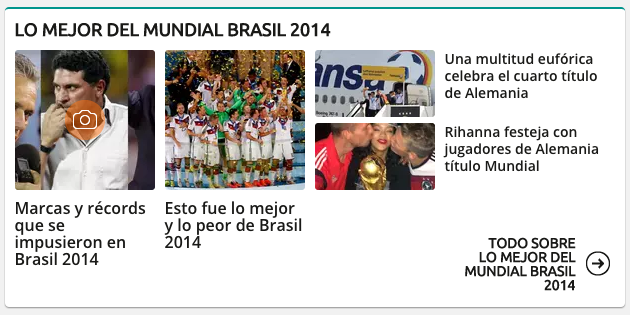 LO MEJOR DEL MUNDIAL BRASIL 2014
Marcas y récords
que se
impusieron en
Brasil 2014
Esto fue lo mejor
y lo peor de Brasil
2014
Una multitud eufórica
celebra el cuarto título
de Alemania
Rihanna festeja con
jugadores de Alemania
título Mundial
TODO SOBRE
LO MEJOR DEL
MUNDIAL BRASIL
2014